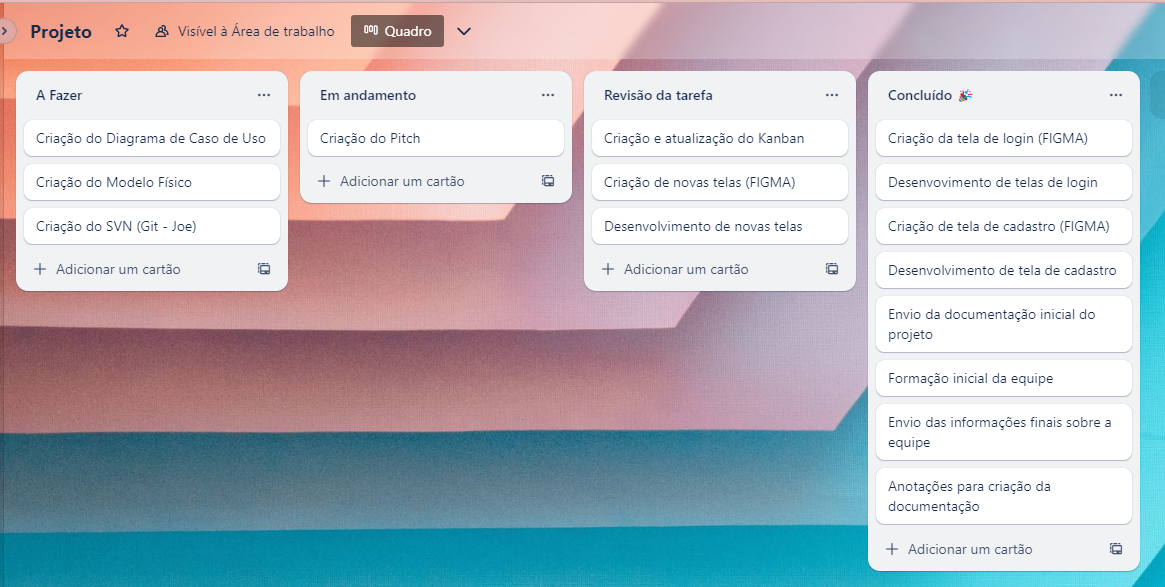 Projeto
Visível à Área de trabalho
Quadro
A Fazer
Criação do Diagrama de Caso de Uso
Criação do Modelo Físico
Criação do SVN (Git - Joe)
Adicionar um cartão
Em andamento
Criação do Pitch
Adicionar um cartão
Revisão da tarefa
Criação e atualização do Kanban
Criação de novas telas (FIGMA)
Desenvolvimento de novas telas
Adicionar um cartão
Concluído 🎉
Criação da tela de login (FIGMA)
Desenvovimento de telas de login
Criação de tela de cadastro (FIGMA)
Desenvolvimento de tela de cadastro
Envio da documentação inicial do
projeto
Formação inicial da equipe
Envio das informações finais sobre a
equipe
Anotações para criação da
documentação
Adicionar um cartão